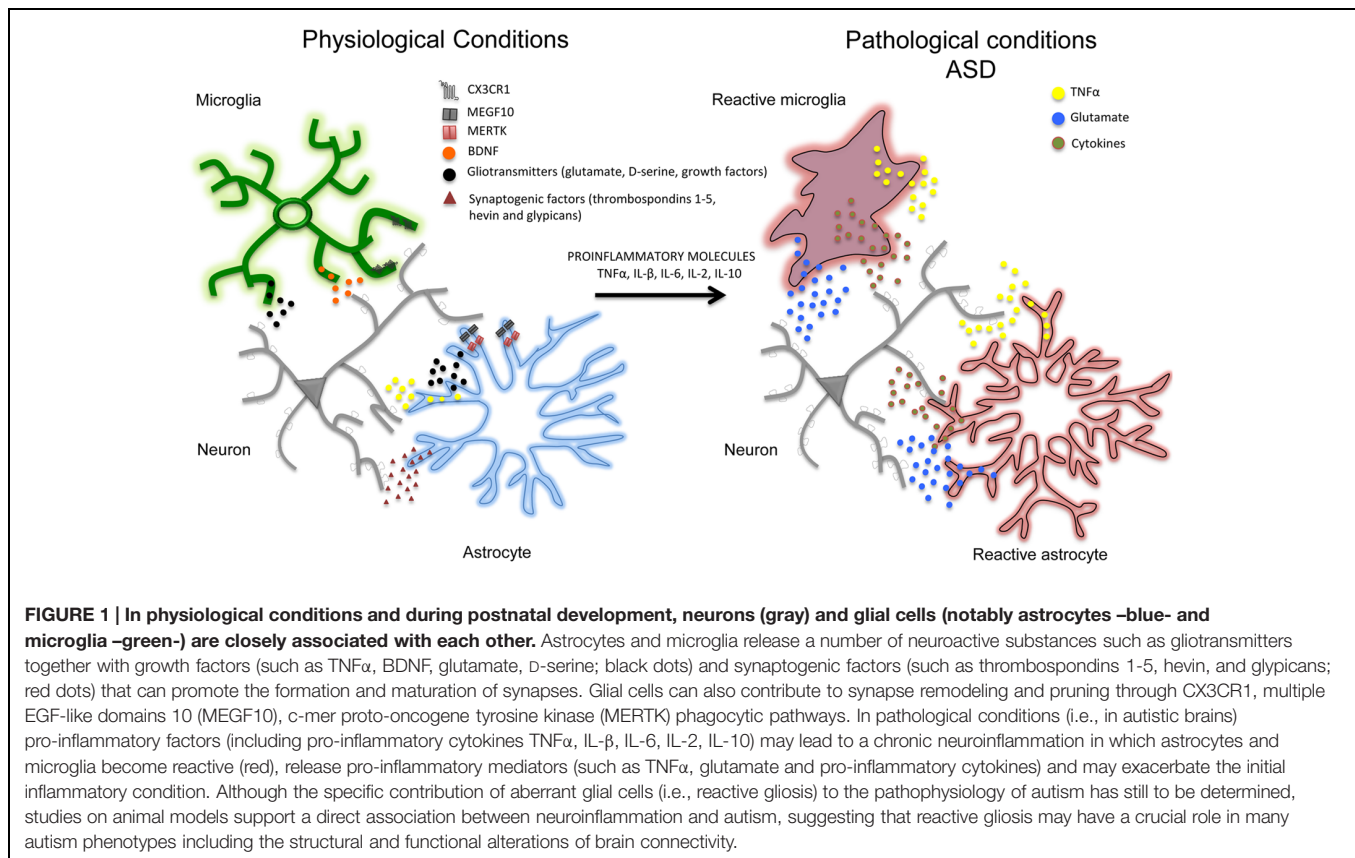 Physiological Conditions
Microglia
CX3CR1
MEGF10
MERTK
BDNF
Gliotransmitters (glutamate, D-serine, growth factors)
Synaptogenic factors (thrombospondins 1-5,
hevin and glypicans)
Neuron
Astrocyte
PROINFLAMMATORY MOLECULES
TNFα, IL-β, IL-6, IL-2, IL-10
Pathological conditions
ASD
Reactive microglia
TNFα
Glutamate
Cytokines
Neuron
Reactive astrocyte
FIGURE 1 | In physiological conditions and during postnatal development, neurons (gray) and glial cells (notably astrocytes –blue- and
microglia –green-) are closely associated with each other. Astrocytes and microglia release a number of neuroactive substances such as gliotransmitters
together with growth factors (such as TNFα, BDNF, glutamate, D-serine; black dots) and synaptogenic factors (such as thrombospondins 1-5, hevin, and glypicans;
red dots) that can promote the formation and maturation of synapses. Glial cells can also contribute to synapse remodeling and pruning through CX3CR1, multiple
EGF-like domains 10 (MEGF10), c-mer proto-oncogene tyrosine kinase (MERTK) phagocytic pathways. In pathological conditions (i.e., in autistic brains)
pro-inflammatory factors (including pro-inflammatory cytokines TNFα, IL-β, IL-6, IL-2, IL-10) may lead to a chronic neuroinflammation in which astrocytes and
microglia become reactive (red), release pro-inflammatory mediators (such as TNFα, glutamate and pro-inflammatory cytokines) and may exacerbate the initial
inflammatory condition. Although the specific contribution of aberrant glial cells (i.e., reactive gliosis) to the pathophysiology of autism has still to be determined,
studies on animal models support a direct association between neuroinflammation and autism, suggesting that reactive gliosis may have a crucial role in many
autism phenotypes including the structural and functional alterations of brain connectivity.